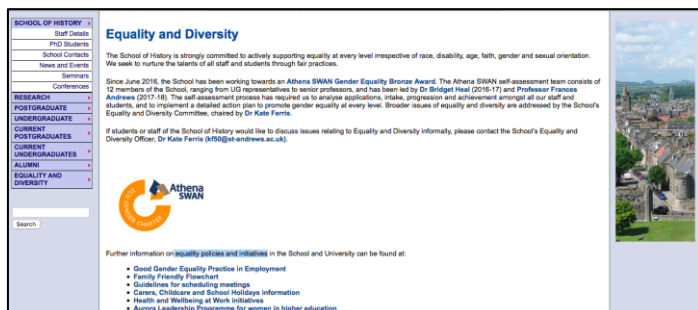 SCHOOL OF HISTORY
Staff Details
PhD Students
School Contacts
News and Events
Seminars
Conferences
RESEARCH
POSTGRADUATE
UNDERGRADUATE
CURRENT
POSTGRADUATES
CURRENT
UNDERGRADUATES
ALUMNI
EQUALITY AND
DIVERSITY
Search
Equality and Diversity
The School of History is strongly committed to actively supporting equality at every level irrespective of race, disability, age, faith, gender and sexual orientation.
We seek to nurture the talents of all staff and students through fair practices.
Since June 2016, the School has been working towards an Athena SWAN Gender Equality Bronze Award. The Athena SWAN self-assessment team consists of
12 members of the School, ranging from UG representatives to senior professors, and has been led by Dr Bridget Heal (2016-17) and Professor Frances
Andrews (2017-18). The self-assessment process has required us to analyse applications, intake, progression and achievement amongst all our staff and
students, and to implement a detailed action plan to promote gender equality at every level. Broader issues of equality and diversity are addressed by the School's
Equality and Diversity Committee, chaired by Dr Kate Ferris.
If students or staff of the School of History would like to discuss issues relating to Equality and Diversity informally, please contact the School's Equality and
Diversity Officer, Dr Kate Ferris (kf50@st-andrews.ac.uk).
Athena
SWAN
ECU GENDER CHARTER
Further information on equality policies and initiatives in the School and University can be found at:
• Good Gender Equality Practice in Employment
• Family Friendly Flowchart
• Guidelines for scheduling meetings
• Carers, Childcare and School Holidays information
• Health and Wellbeing at Work initiatives
• Aurora Leadership Programme for women in higher education